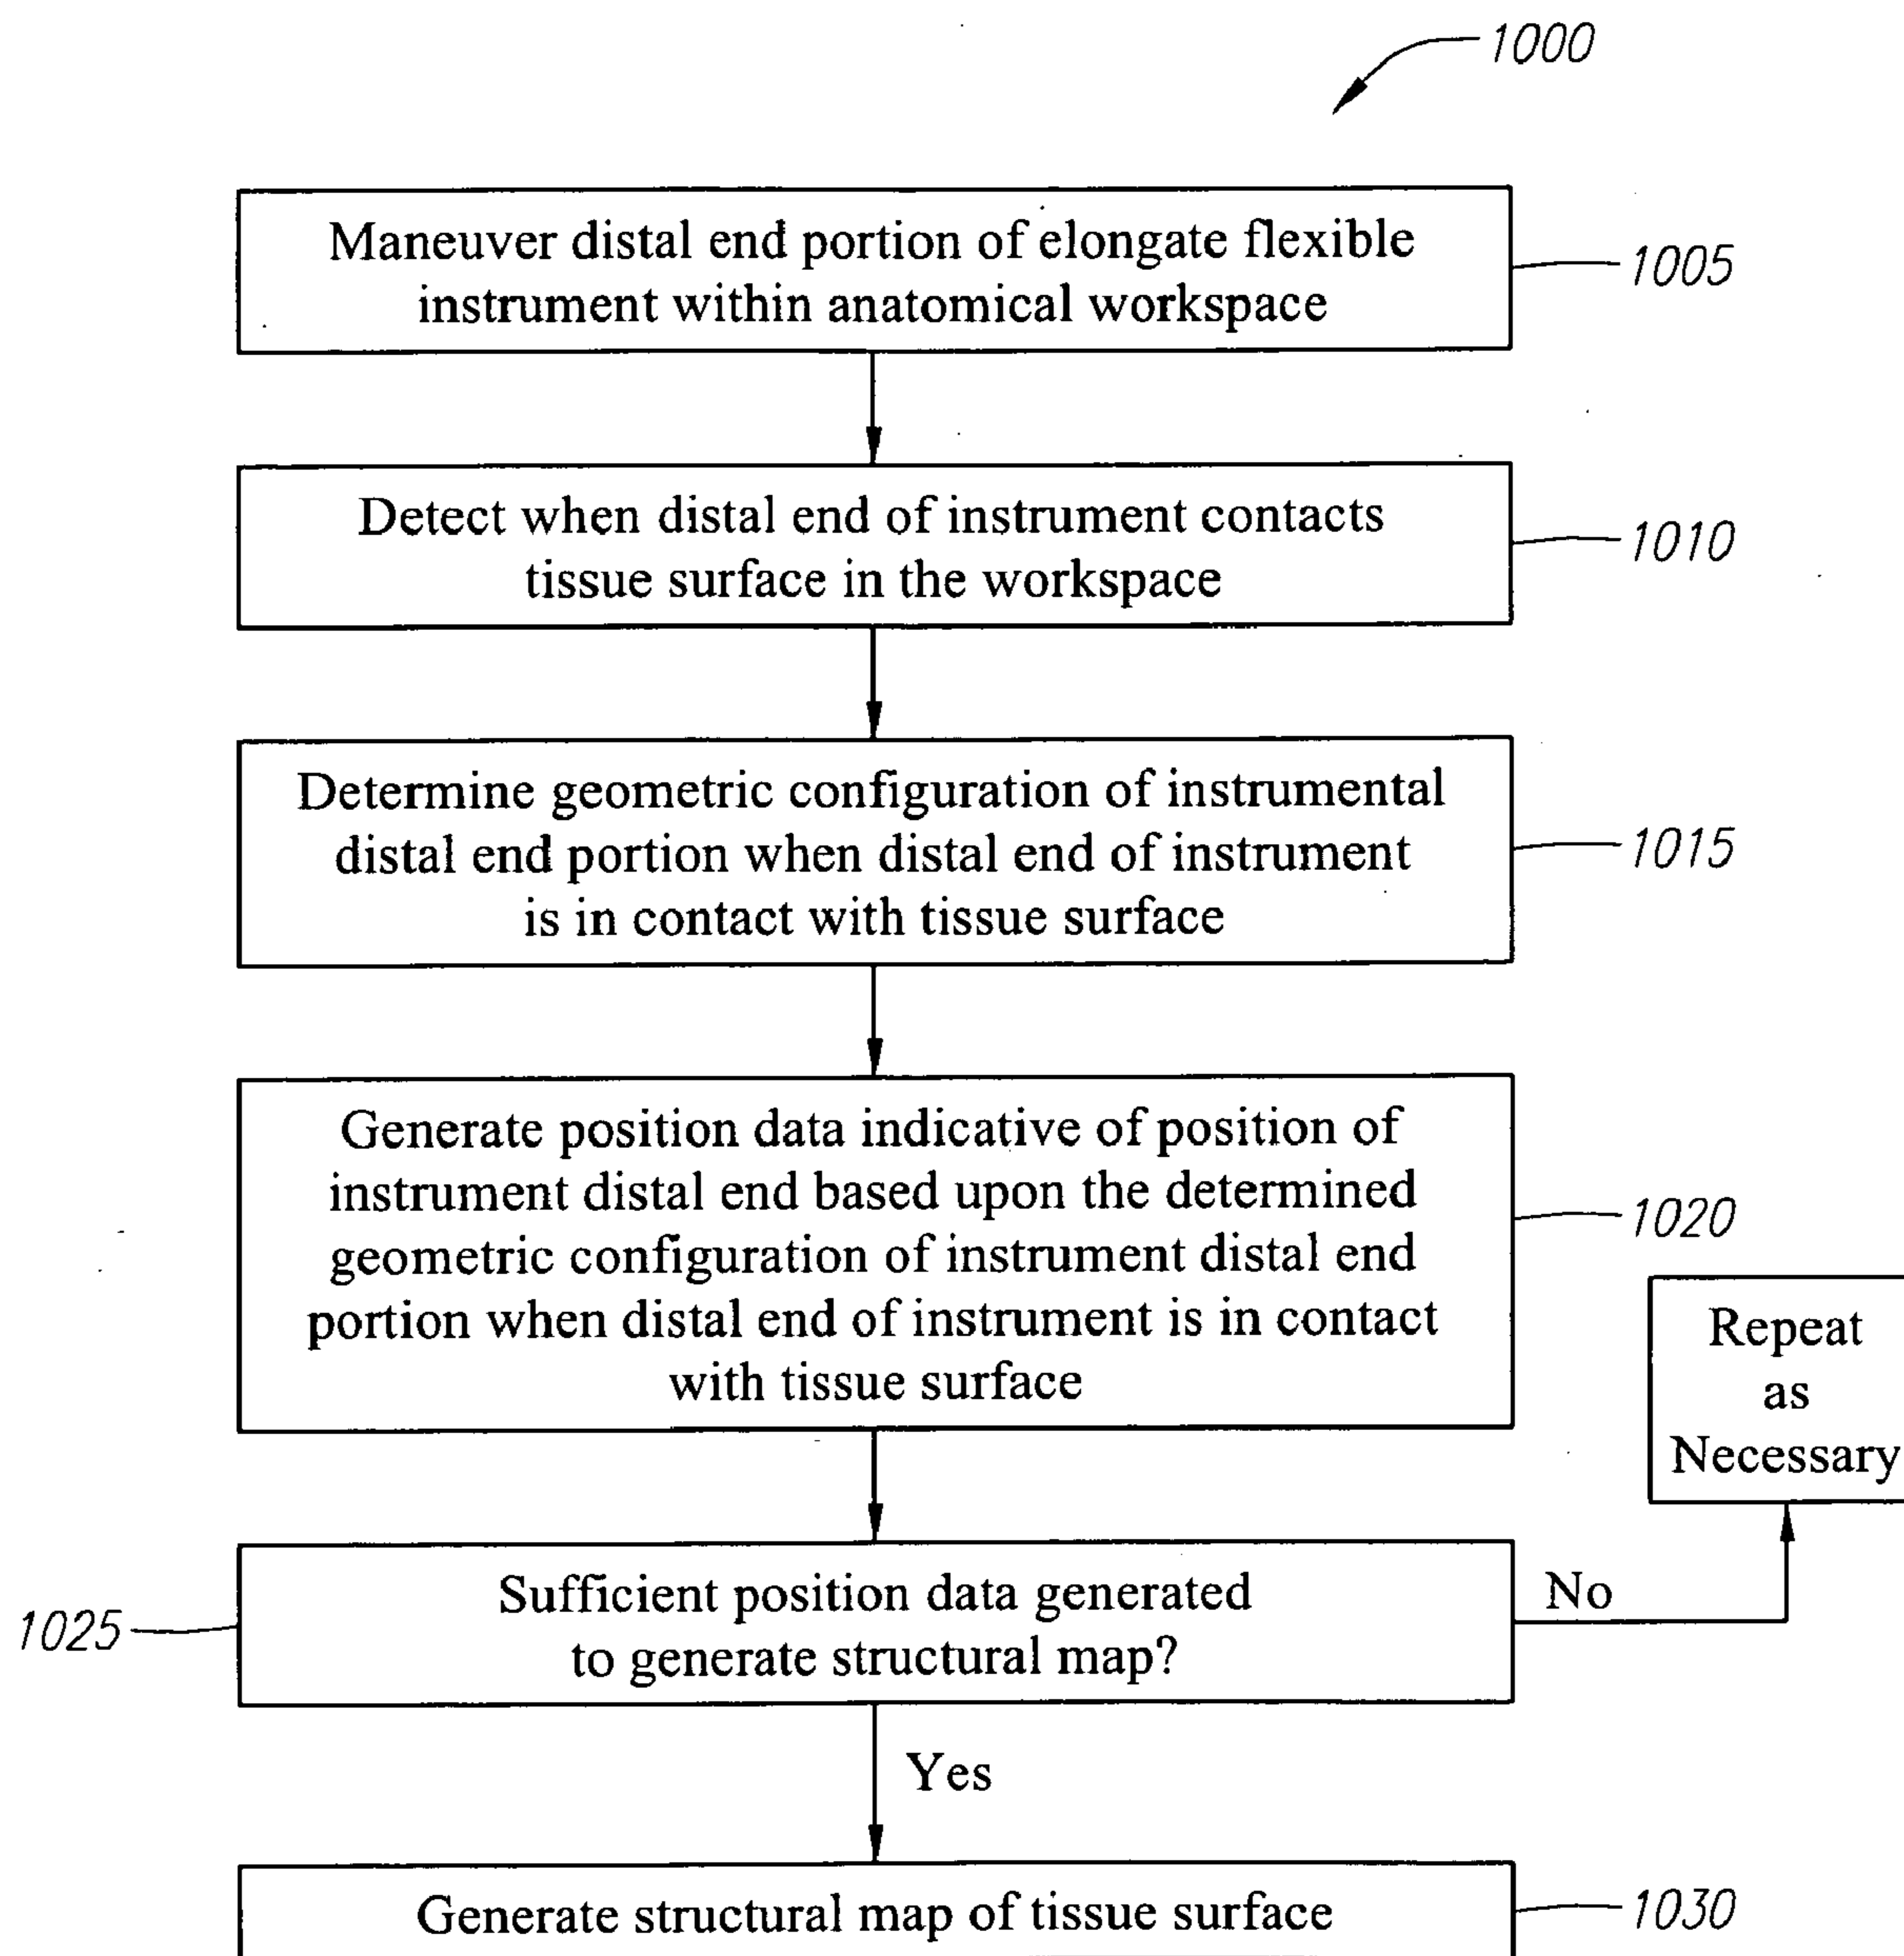 1000
Maneuver distal end portion of elongate flexible
instrument within anatomical workspace
1005
Detect when distal end of instrument contacts
tissue surface in the workspace
1010
Determine geometric configuration of instrumental
distal end portion when distal end of instrument
is in contact with tissue surface
1015
Generate position data indicative of position of
instrument distal end based upon the determined
geometric configuration of instrument distal end
portion when distal end of instrument is in contact
with tissue surface
1020
Repeat
as
Necessary
Sufficient position data generated
to generate structural map?
No
1025
Yes
Generate structural map of tissue surface
1030